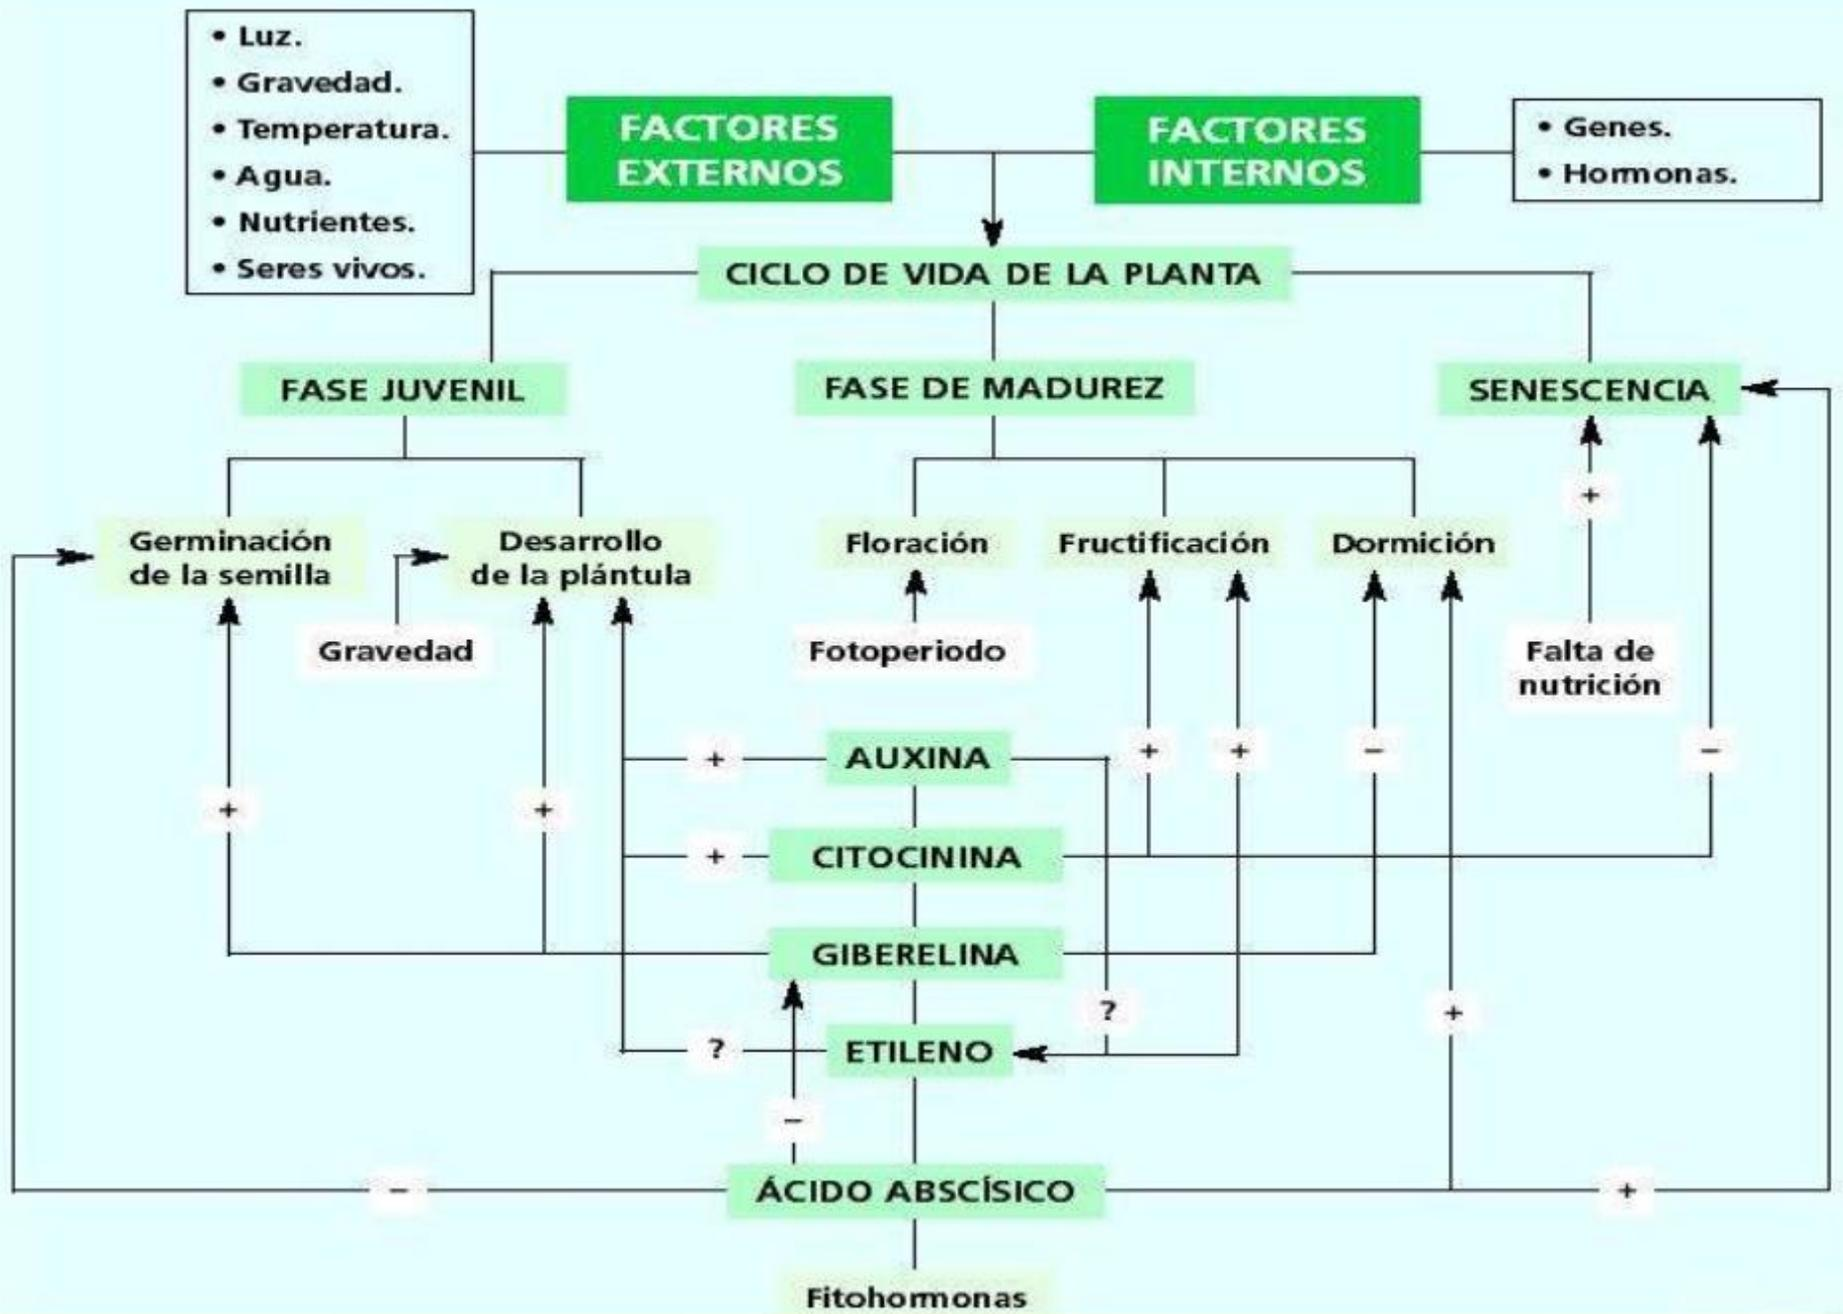 • Luz.
• Gravedad.
• Temperatura.
• Agua.
• Nutrientes.
• Seres vivos.
FACTORES
EXTERNOS
FACTORES
INTERNOS
• Genes.
• Hormonas.
CICLO DE VIDA DE LA PLANTA
FASE JUVENIL
FASE DE MADUREZ
SENESCENCIA
+
Germinación
de la semilla
Desarrollo
de la plántula
Floración
Fructificación
Dormición
Gravedad
Fotoperiodo
Falta de
nutrición
+
AUXINA
+
+
−
−
+
+
+
CITOCININA
GIBERELINA
?
+
?
ETILENO
−
−
ÁCIDO ABSCÍSICO
+
Fitohormonas